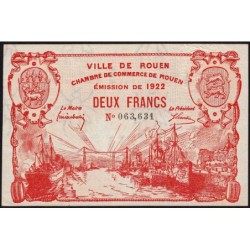 VILLE DE ROUEN
CHAMBRE DE COMMERCE DE ROUEN
ÉMISSION DE 1922
DEUX FRANCS
Le Maire
Le Président
N° 063,631